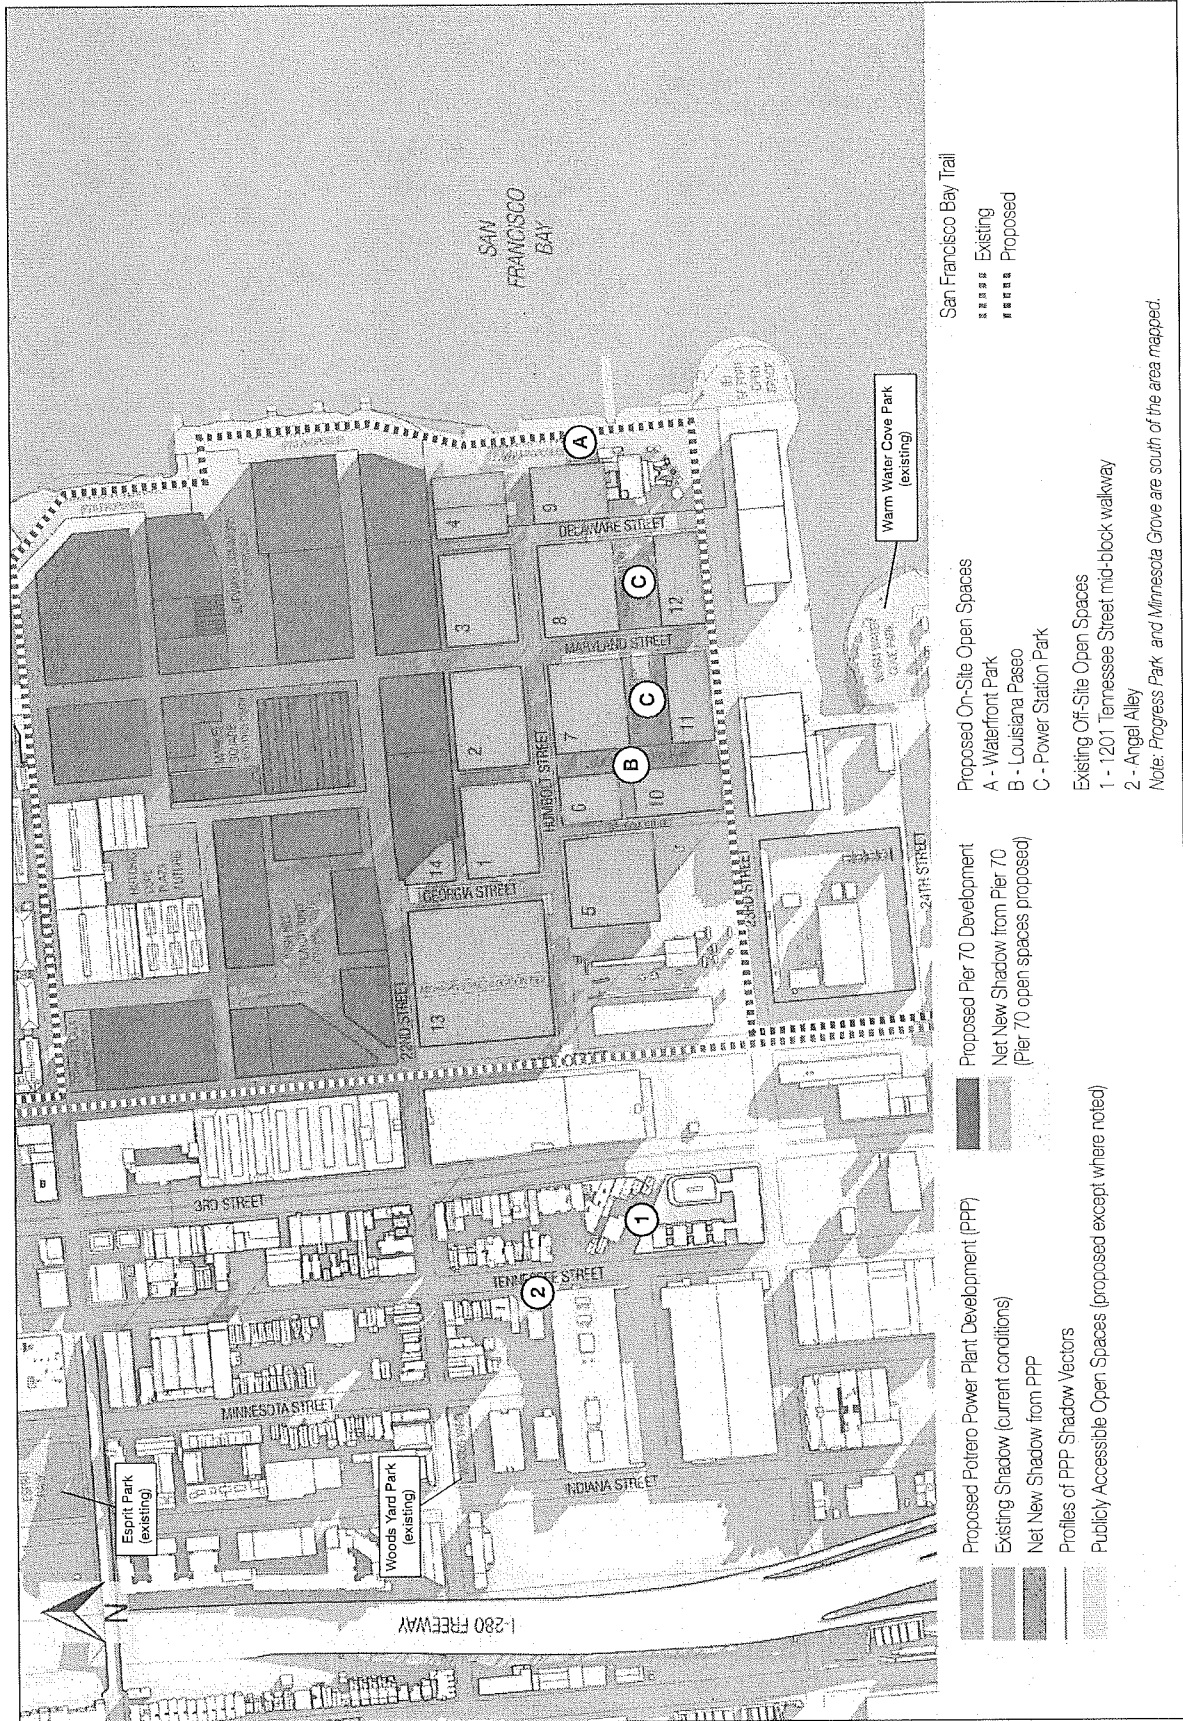 SAN
FRANCISCO
BAY
Esprit Park
(existing)
Woods Yard Park
(existing)
Warm Water Cove Park
(existing)
N
I-280 FREEWAY
INDIANA STREET
MINNESOTA STREET
TENNESSEE STREET
3RD STREET
22ND STREET
GEORGIA STREET
HUMBOLDT STREET
MARYLAND STREET
DELAWARE STREET
23RD STREET
24TH STREET
1
2
3
4
5
6
7
8
9
10
11
12
13
14
A
B
C
C
1
2
Proposed Potrero Power Plant Development (PPP)
Existing Shadow (current conditions)
Net New Shadow from PPP
Profiles of PPP Shadow Vectors
Publicly Accessible Open Spaces (proposed except where noted)
Proposed Pier 70 Development
Net New Shadow from Pier 70
(Pier 70 open spaces proposed)
Proposed On-Site Open Spaces
A - Waterfront Park
B - Louisiana Paseo
C - Power Station Park
Existing Off-Site Open Spaces
1 - 1201 Tennessee Street mid-block walkway
2 - Angel Alley
Note: Progress Park and Minnesota Grove are south of the area mapped.
San Francisco Bay Trail
Existing
Proposed